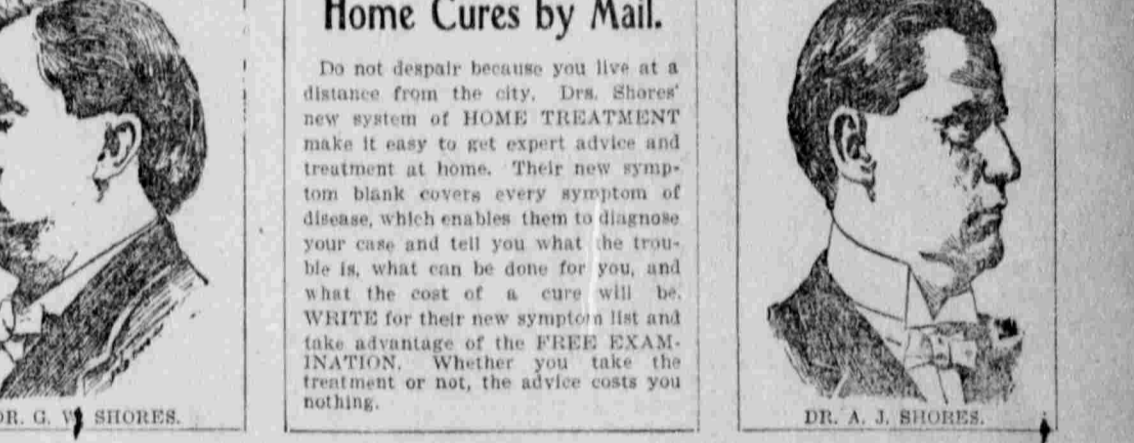 Home Cures by Mail.
Do not despair because you live at a
distance from the city. Drs. Shores'
new system of HOME TREATMENT
make it easy to get expert advice and
treatment at home. Their new symp-
tom blank covers every symptom of
disease, which enables them to diagnose
your case and tell you what the trou-
ble is, what can be done for you, and
what the cost of a cure will be.
WRITE for their new symptom list and
take advantage of the FREE EXAM-
INATION. Whether you take the
treatment or not, the advice costs you
nothing.
DR. G. W. SHORES.
DR. A. J. SHORES.